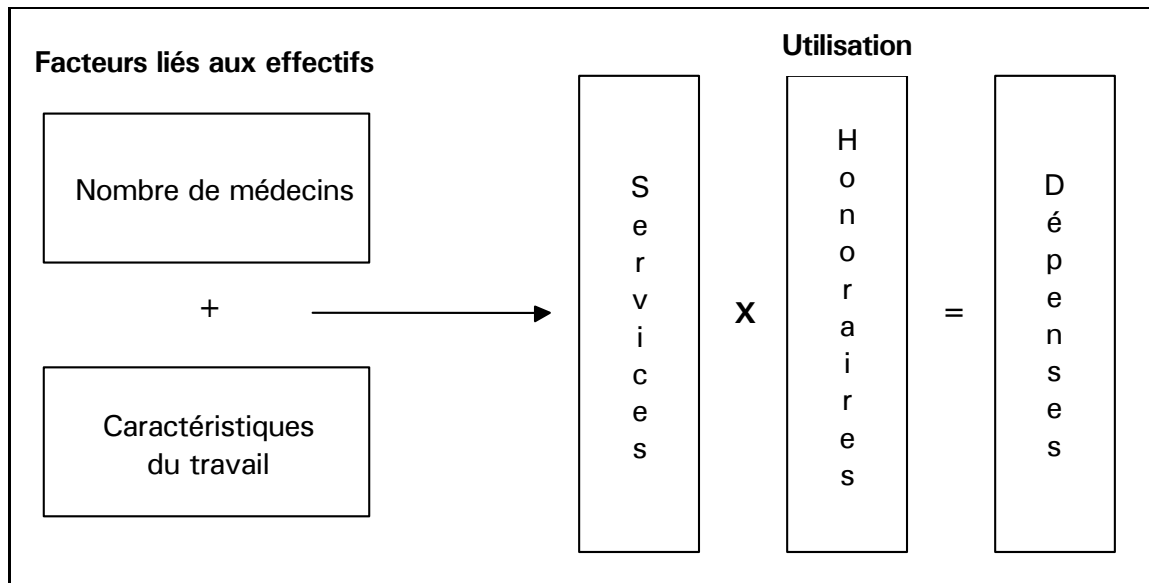 Facteurs liés aux effectifs
Nombre de médecins
+
Caractéristiques
du travail
Utilisation
Services
X
Honoraires
=
Dépenses